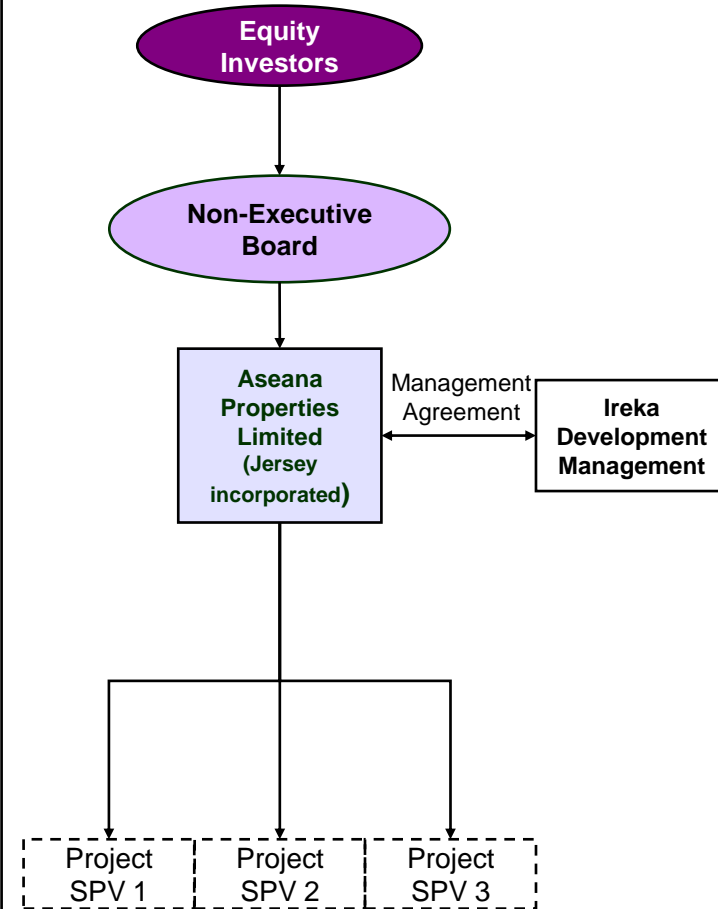 Equity
Investors
Non-Executive
Board
Aseana
Properties
Limited
(Jersey
incorporated)
Management
Agreement
Ireka
Development
Management
Project
SPV 1
Project
SPV 2
Project
SPV 3